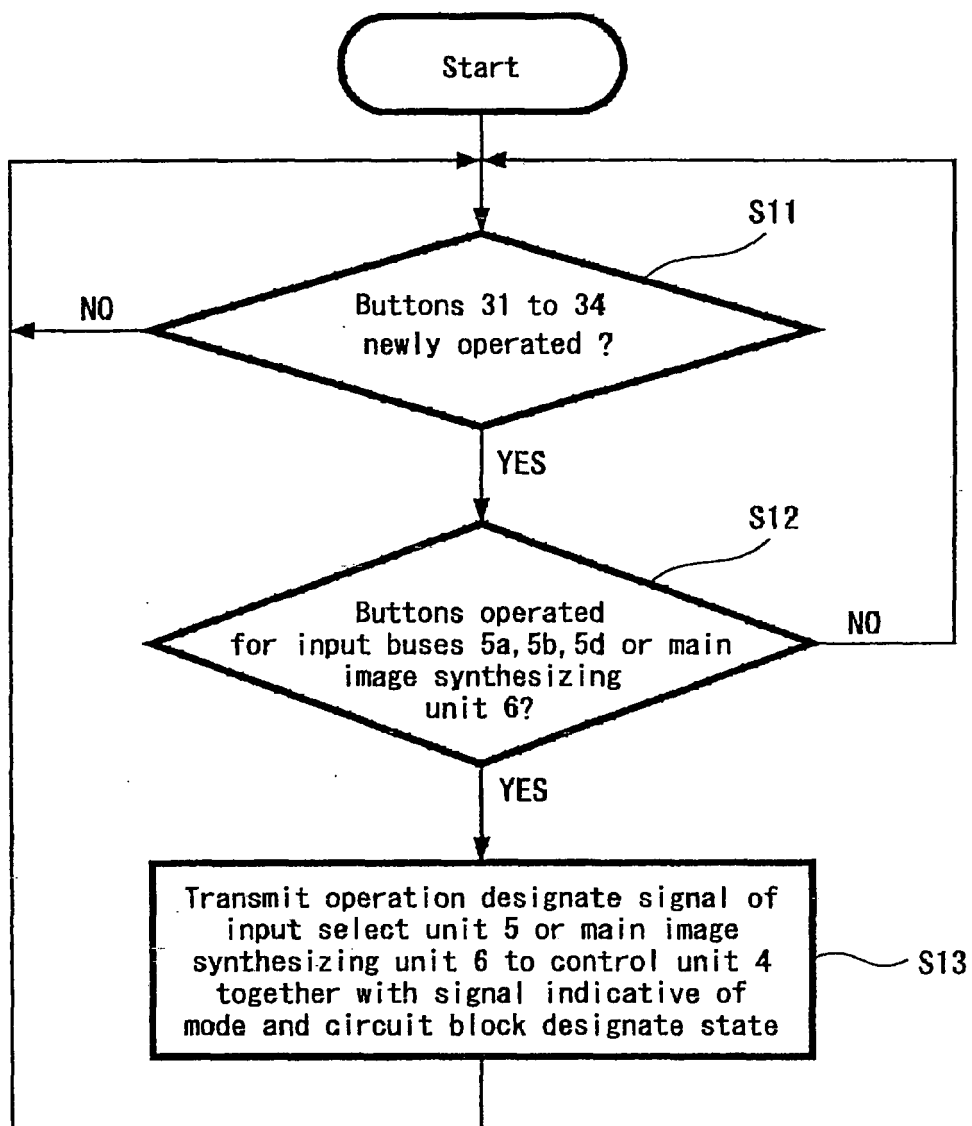 Start
S11
Buttons 31 to 34
newly operated ?
NO
YES
S12
Buttons operated
for input buses 5a, 5b, 5d or main
image synthesizing
unit 6?
NO
YES
Transmit operation designate signal of
input select unit 5 or main image
synthesizing unit 6 to control unit 4
together with signal indicative of
mode and circuit block designate state
S13